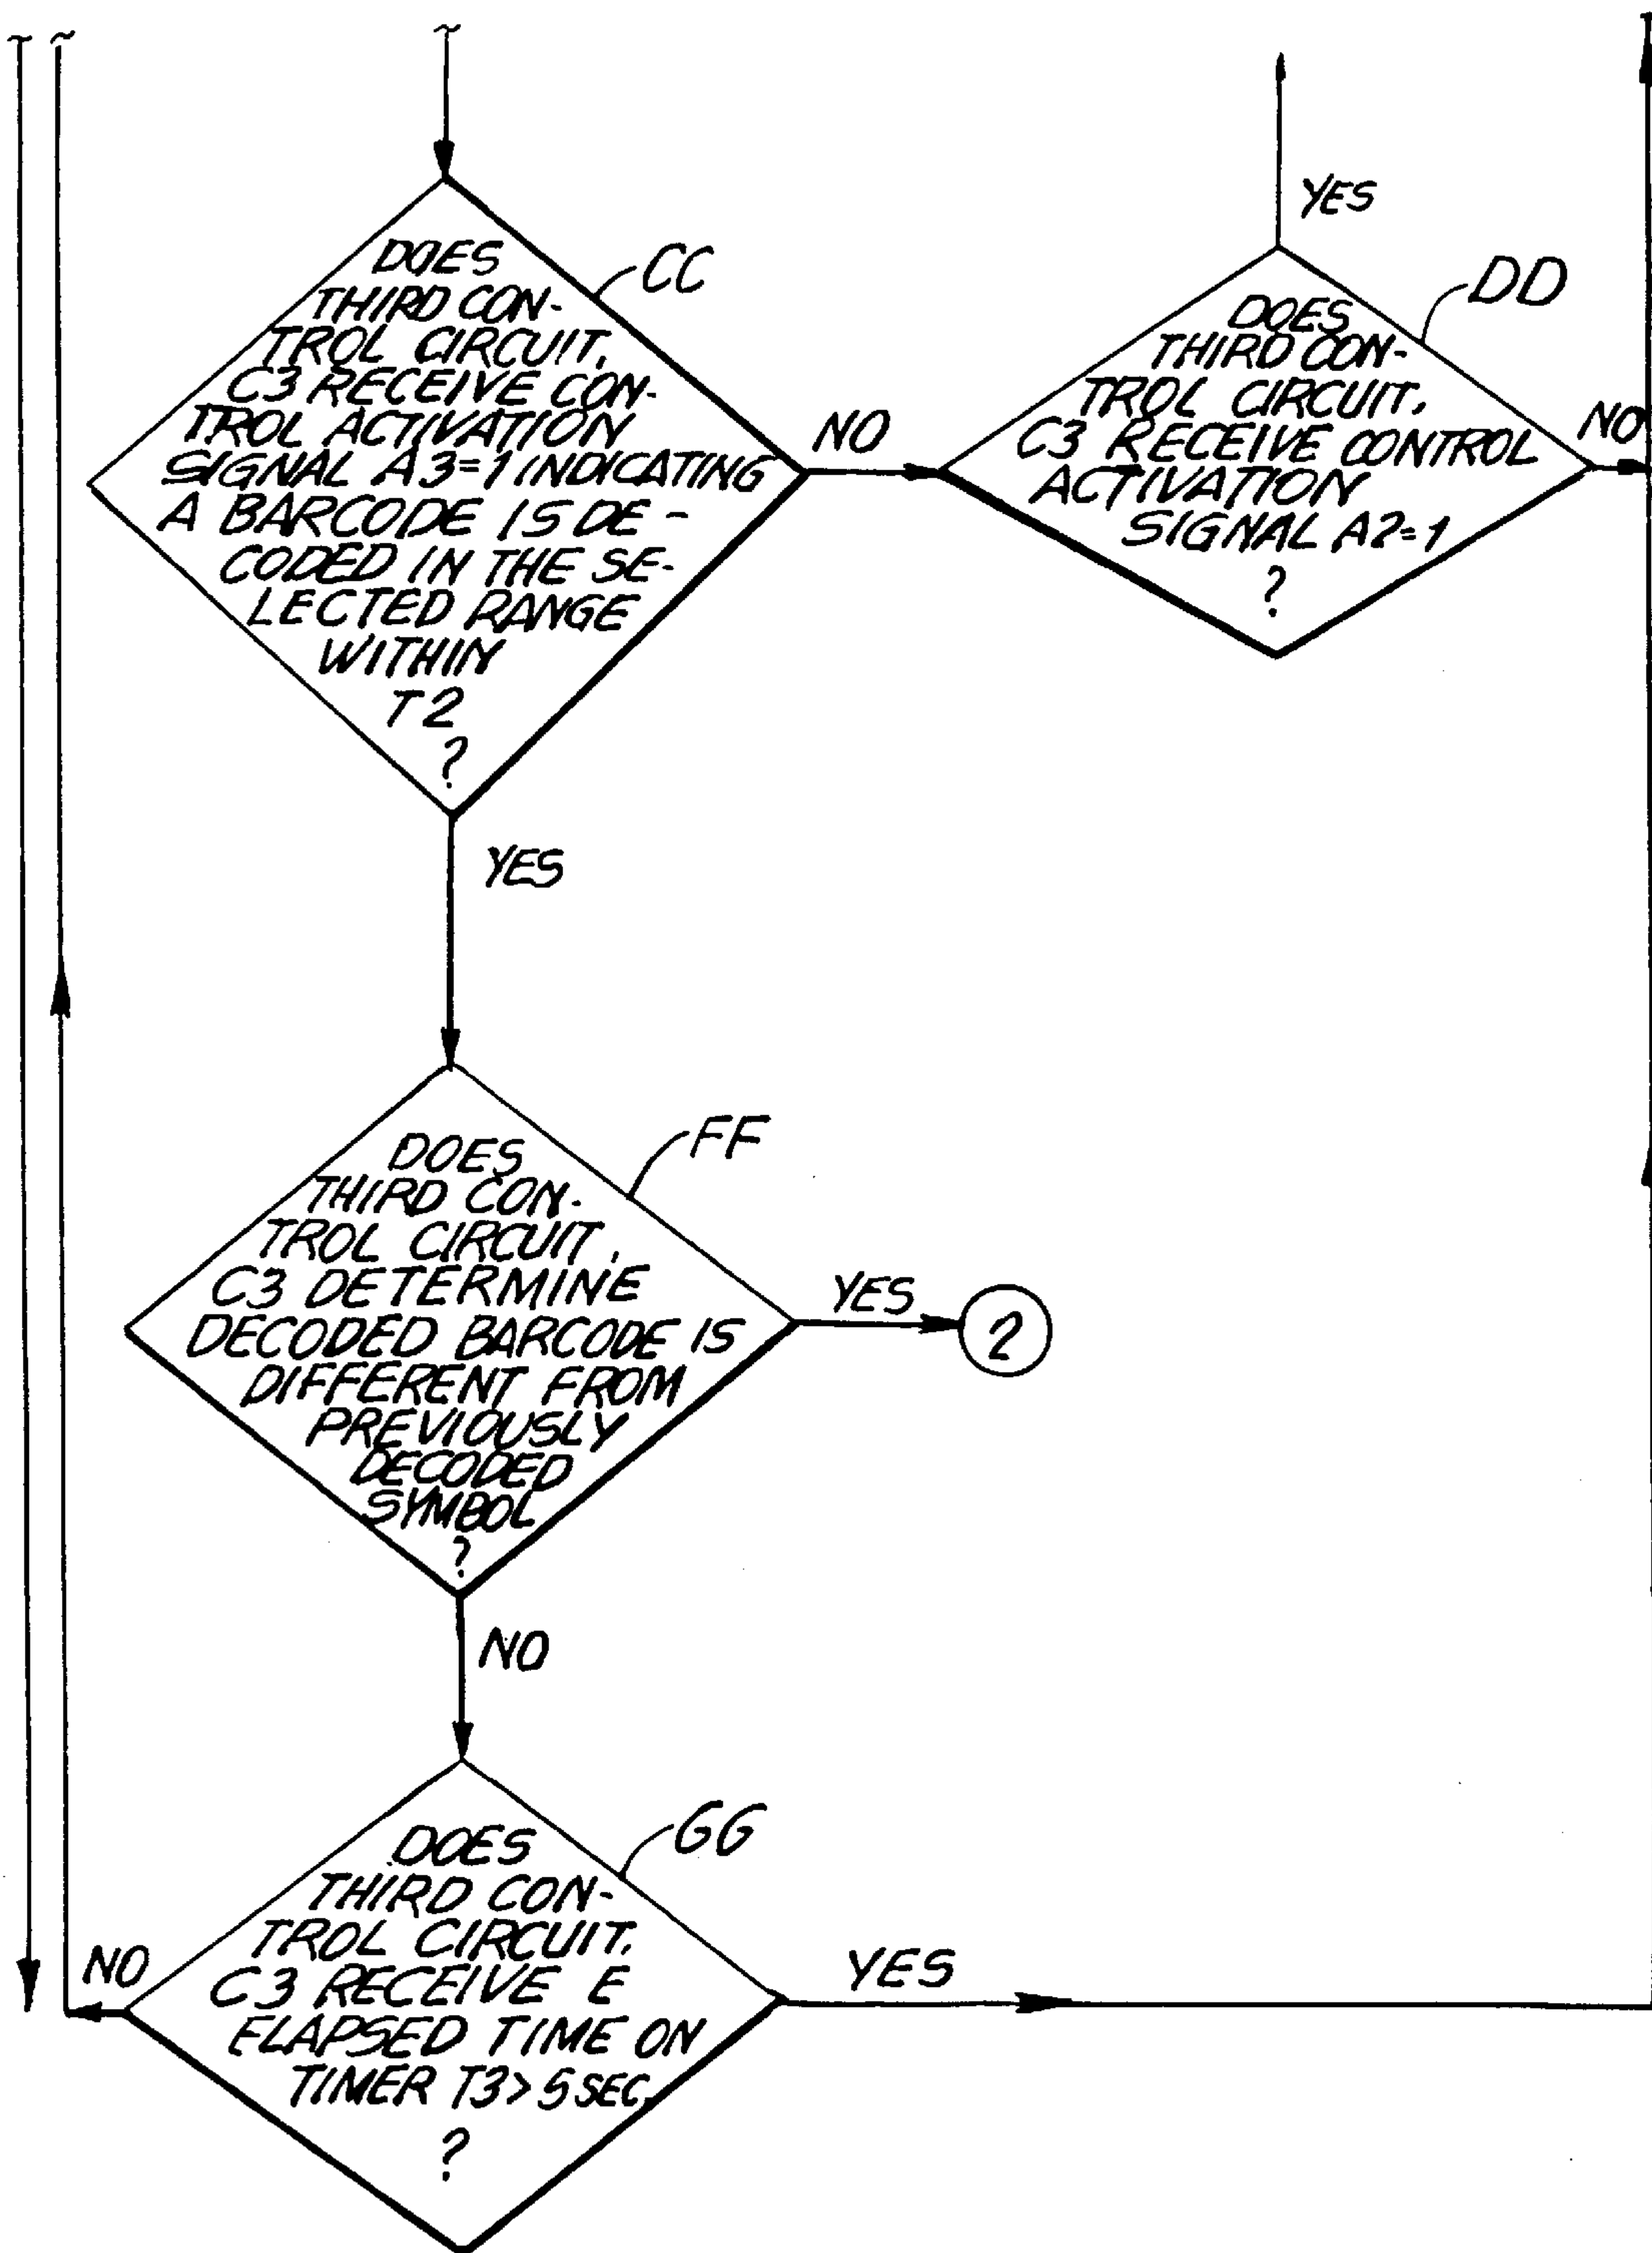 DOES
THIRD CON-
TROL CIRCUIT,
C3 RECEIVE CON-
TROL ACTIVATION
SIGNAL A3=1 INDICATING
A BARCODE IS DE-
CODED IN THE SE-
LECTED RANGE
WITHIN
T2
?
CC
NO
YES
DOES
THIRD CON-
TROL CIRCUIT,
C3 RECEIVE CONTROL
ACTIVATION
SIGNAL A2=1
?
DD
YES
NO
DOES
THIRD CON-
TROL CIRCUIT,
C3 DETERMINE
DECODED BARCODE IS
DIFFERENT FROM
PREVIOUSLY
DECODED
SYMBOL
?
FF
YES
2
NO
DOES
THIRD CON-
TROL CIRCUIT,
C3 RECEIVE E
ELAPSED TIME ON
TIMER T3>5SEC.
?
GG
NO
YES